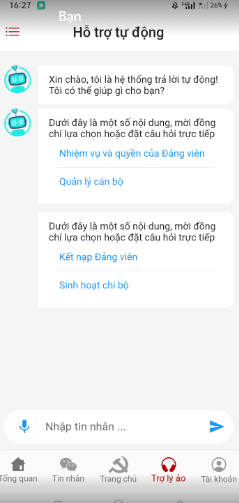 16:27
26%
Ban
Hỗ trợ tự động
Xin chào, tôi là hệ thống trả lời tự động!
Tôi có thể giúp gì cho bạn?
Dưới đây là một số nội dung, mời đồng
chí lựa chọn hoặc đặt câu hỏi trực tiếp
Nhiệm vụ và quyền của Đảng viên
Quản lý cán bộ
Dưới đây là một số nội dung, mời đồng
chí lựa chọn hoặc đặt câu hỏi trực tiếp
Kết nạp Đảng viên
Sinh hoạt chi bộ
Nhập tin nhắn ...
Tổng quan
Tin nhắn
Trang chủ
Trợ lý ảo
Tài khoản